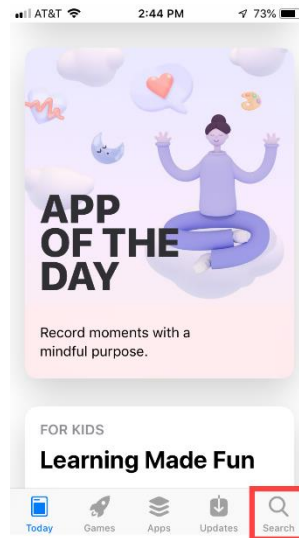 AT&T 2:44 PM 73%
APP
OF THE
DAY
Record moments with a
mindful purpose.
FOR KIDS
Learning Made Fun
Today Games Apps Updates Search